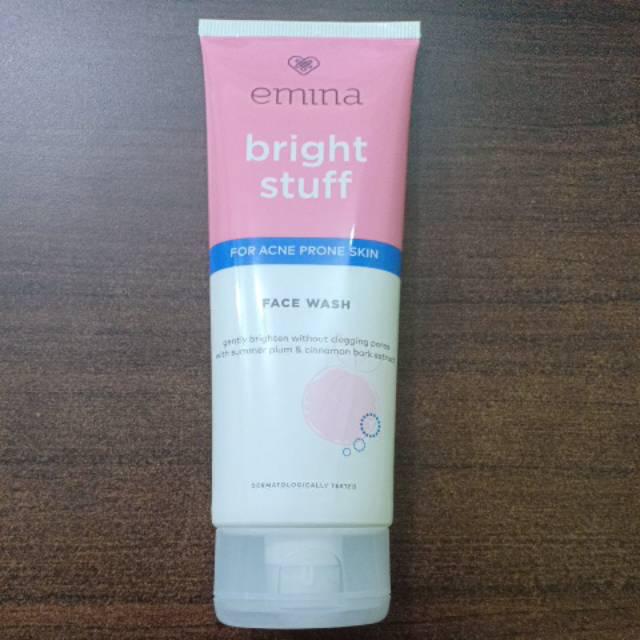 emina
bright
stuff
FOR ACNE PRONE SKIN
FACE WASH
gently brighten without clogging pores
with summer plum & cinnamon bark extract
DERMATOLOGICALLY TESTED